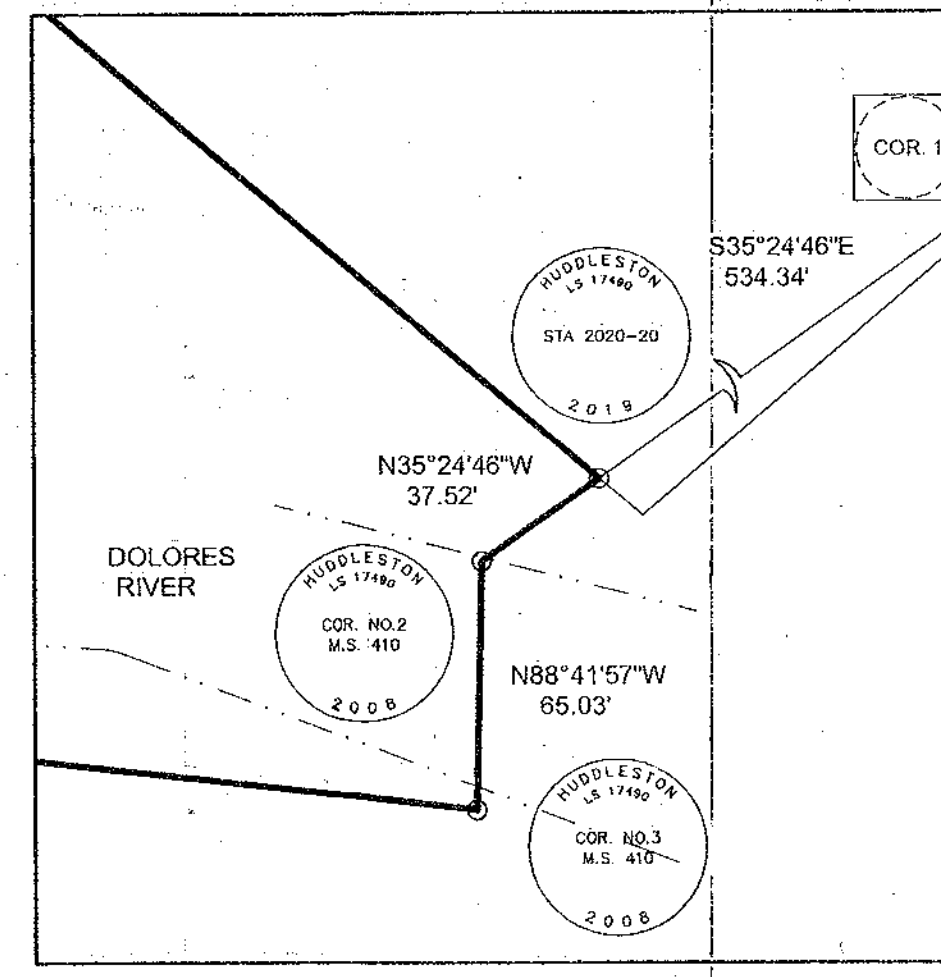 COR. 1
S35°24'46"E
534.34'
HUDDLESTON
LS 17490
STA 2020-20
2019
N35°24'46"W
37.52'
DOLORES
RIVER
HUDDLESTON
LS 17490
COR. NO.2
M.S. 410
2008
N88°41'57"W
65.03'
HUDDLESTON
LS 17490
COR. NO.3
M.S. 410
2008